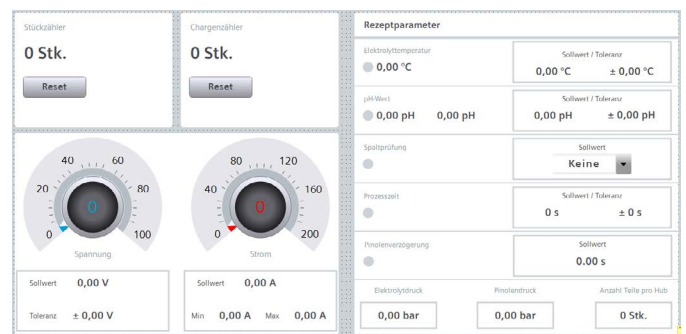 Stückzähler
0 Stk.
Reset
Chargenzähler
0 Stk.
Reset
40 60
20 80
0
0 100
Spannung
80 120
40 160
0
0 200
Strom
Sollwert 0,00 V
Toleranz ± 0,00 V
Sollwert 0,00 A
Min 0,00 A Max 0,00 A
Rezeptparameter
Elektrolyttemperatur
0,00 °C
Sollwert / Toleranz
0,00 °C ± 0,00 °C
pH-Wert
0,00 pH 0,00 pH
Sollwert / Toleranz
0,00 pH ± 0,00 pH
Spaltprüfung
Sollwert
Keine
Prozesszeit
Sollwert / Toleranz
0 s ± 0 s
Pinolenverzögerung
Sollwert
0.00 s
Elektrolytdruck Pinolendruck Anzahl Teile pro Hub
0,00 bar 0,00 bar 0 Stk.